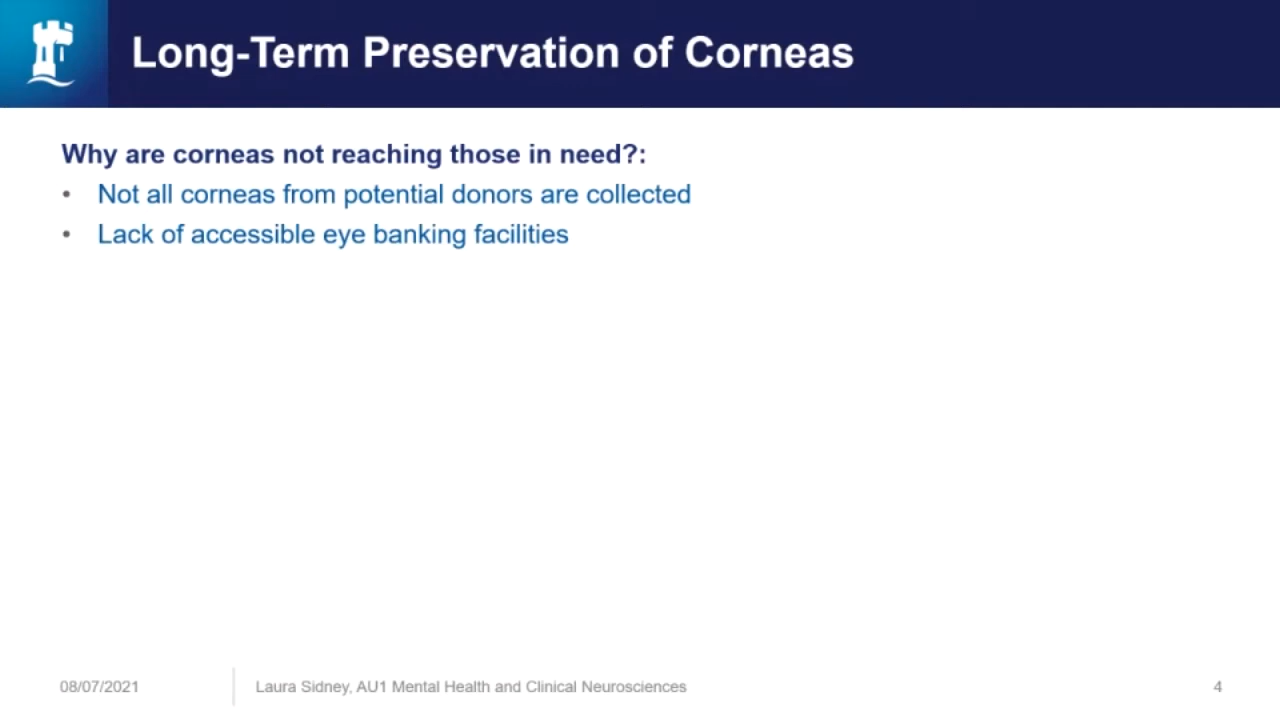 Long-Term Preservation of Corneas
Why are corneas not reaching those in need?:
• Not all corneas from potential donors are collected
• Lack of accessible eye banking facilities
08/07/2021
Laura Sidney, AU1 Mental Health and Clinical Neurosciences
4